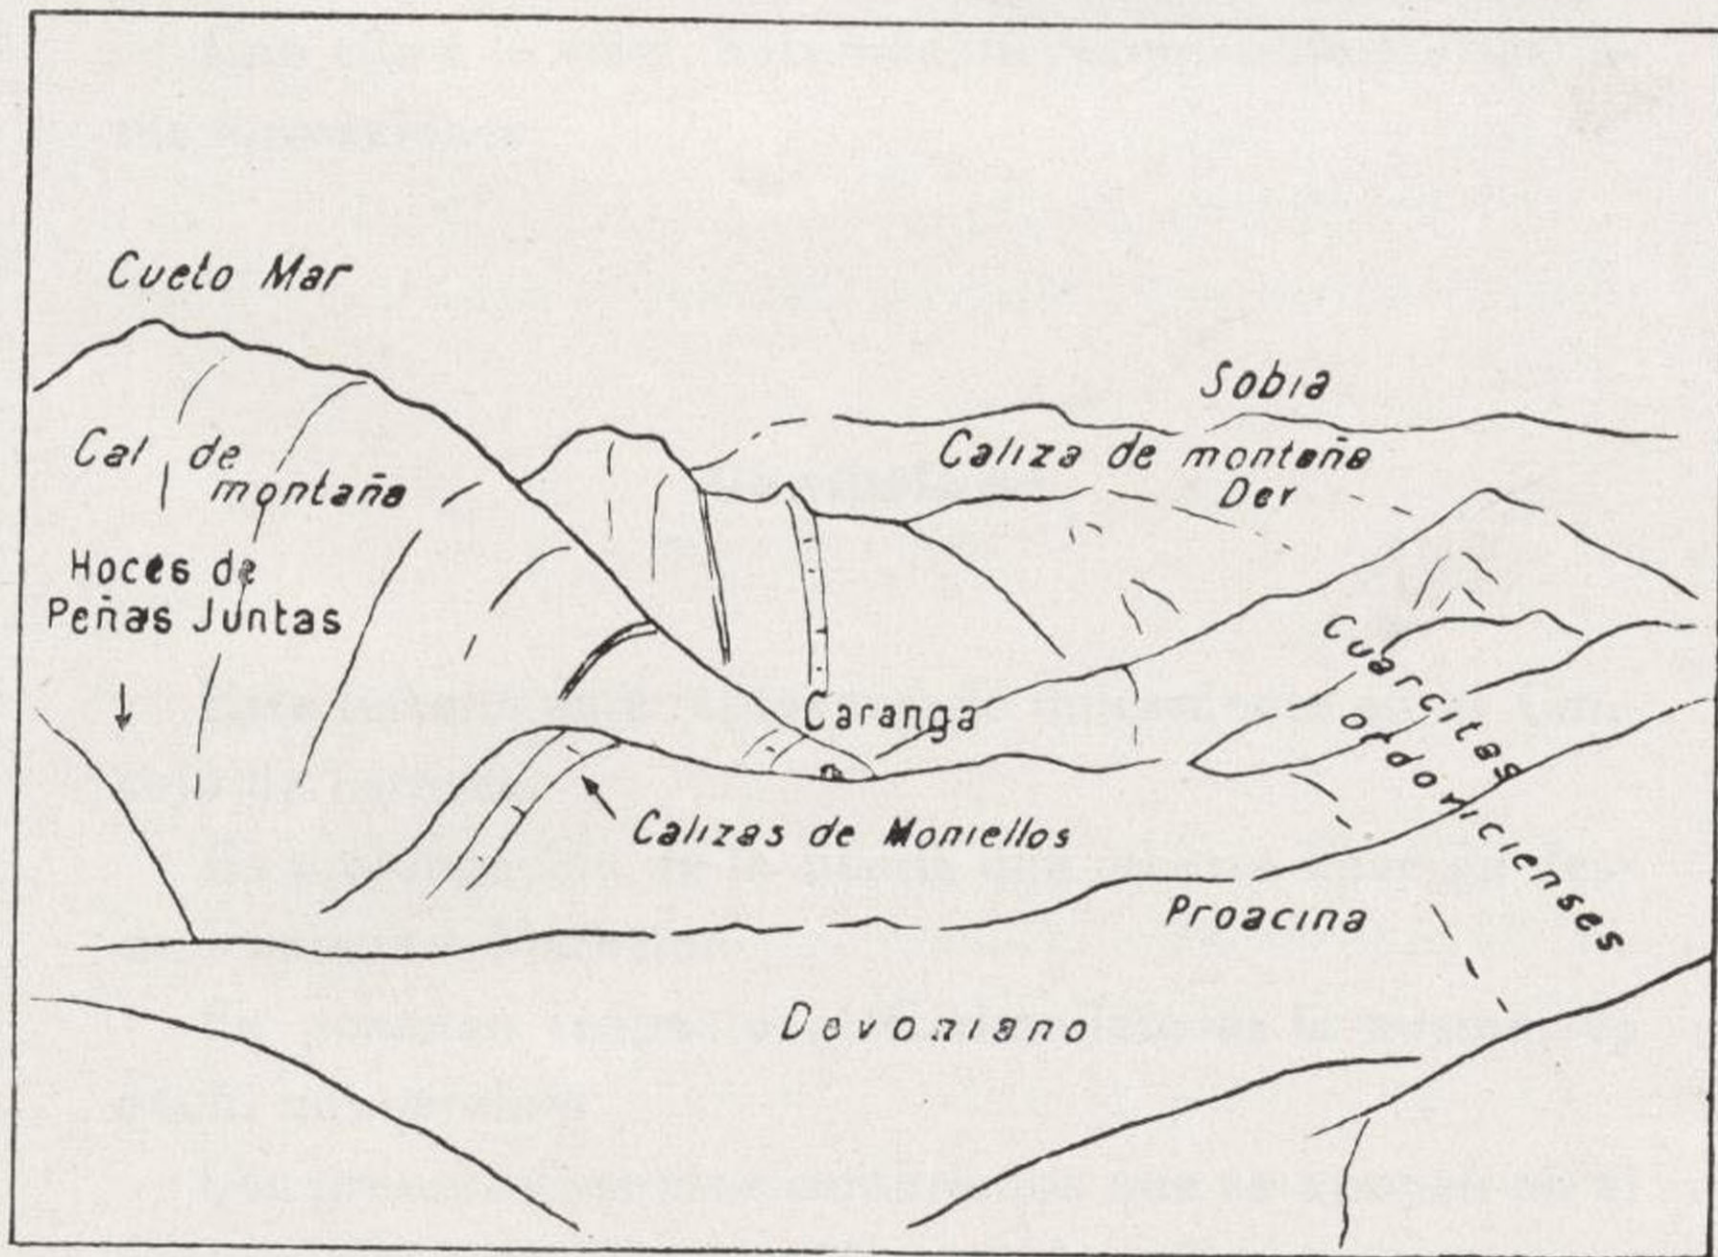 Cueto Mar
Sobia
Cal de
montaña
Caliza de montaña
Der
Hoces de
Peñas Juntas
Cuarcitas
ordoricienses
Caranga
Calizas de Moniellos
Proacina
Devoniano